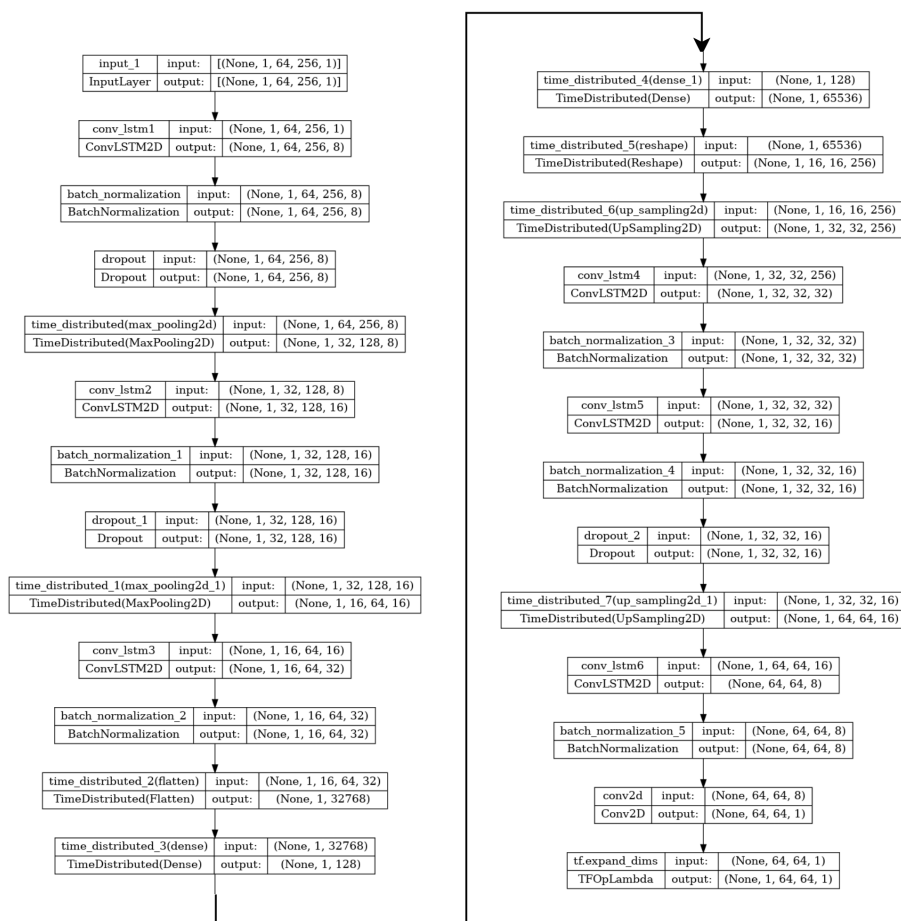 input_1 input: [(None, 1, 64, 256, 1)]
InputLayer output: [(None, 1, 64, 256, 1)]
conv_lstm1 input: (None, 1, 64, 256, 1)
ConvLSTM2D output: (None, 1, 64, 256, 8)
batch_normalization input: (None, 1, 64, 256, 8)
BatchNormalization output: (None, 1, 64, 256, 8)
dropout input: (None, 1, 64, 256, 8)
Dropout output: (None, 1, 64, 256, 8)
time_distributed(max_pooling2d) input: (None, 1, 64, 256, 8)
TimeDistributed(MaxPooling2D) output: (None, 1, 32, 128, 8)
conv_lstm2 input: (None, 1, 32, 128, 8)
ConvLSTM2D output: (None, 1, 32, 128, 16)
batch_normalization_1 input: (None, 1, 32, 128, 16)
BatchNormalization output: (None, 1, 32, 128, 16)
dropout_1 input: (None, 1, 32, 128, 16)
Dropout output: (None, 1, 32, 128, 16)
time_distributed_1(max_pooling2d_1) input: (None, 1, 32, 128, 16)
TimeDistributed(MaxPooling2D) output: (None, 1, 16, 64, 16)
conv_lstm3 input: (None, 1, 16, 64, 16)
ConvLSTM2D output: (None, 1, 16, 64, 32)
batch_normalization_2 input: (None, 1, 16, 64, 32)
BatchNormalization output: (None, 1, 16, 64, 32)
time_distributed_2(flatten) input: (None, 1, 16, 64, 32)
TimeDistributed(Flatten) output: (None, 1, 32768)
time_distributed_3(dense) input: (None, 1, 32768)
TimeDistributed(Dense) output: (None, 1, 128)
time_distributed_4(dense_1) input: (None, 1, 128)
TimeDistributed(Dense) output: (None, 1, 65536)
time_distributed_5(reshape) input: (None, 1, 65536)
TimeDistributed(Reshape) output: (None, 1, 16, 16, 256)
time_distributed_6(up_sampling2d) input: (None, 1, 16, 16, 256)
TimeDistributed(UpSampling2D) output: (None, 1, 32, 32, 256)
conv_lstm4 input: (None, 1, 32, 32, 256)
ConvLSTM2D output: (None, 1, 32, 32, 32)
batch_normalization_3 input: (None, 1, 32, 32, 32)
BatchNormalization output: (None, 1, 32, 32, 32)
conv_lstm5 input: (None, 1, 32, 32, 32)
ConvLSTM2D output: (None, 1, 32, 32, 16)
batch_normalization_4 input: (None, 1, 32, 32, 16)
BatchNormalization output: (None, 1, 32, 32, 16)
dropout_2 input: (None, 1, 32, 32, 16)
Dropout output: (None, 1, 32, 32, 16)
time_distributed_7(up_sampling2d_1) input: (None, 1, 32, 32, 16)
TimeDistributed(UpSampling2D) output: (None, 1, 64, 64, 16)
conv_lstm6 input: (None, 1, 64, 64, 16)
ConvLSTM2D output: (None, 64, 64, 8)
batch_normalization_5 input: (None, 64, 64, 8)
BatchNormalization output: (None, 64, 64, 8)
conv2d input: (None, 64, 64, 8)
Conv2D output: (None, 64, 64, 1)
tf.expand_dims input: (None, 64, 64, 1)
TFOpLambda output: (None, 1, 64, 64, 1)